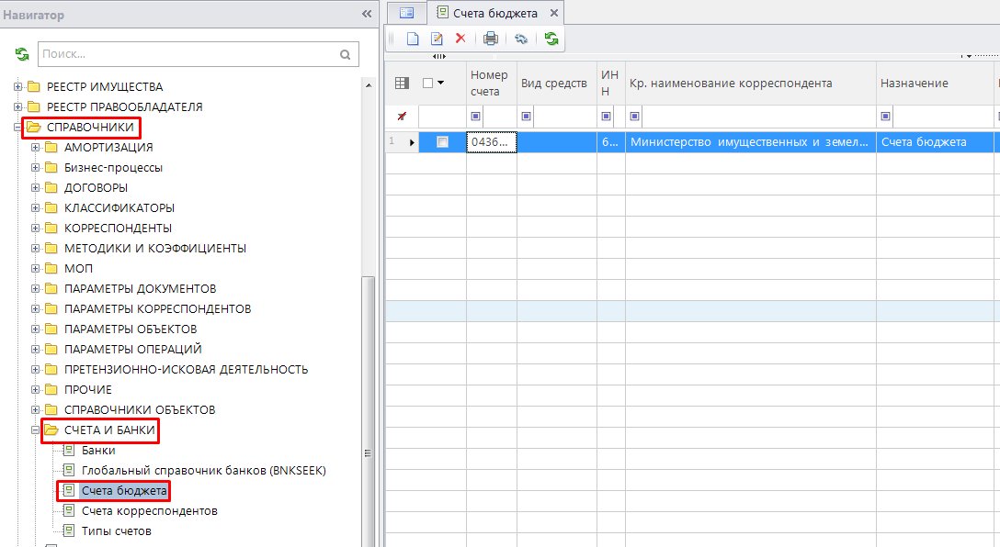 Навигатор
«
Поиск...
РЕЕСТР ИМУЩЕСТВА
РЕЕСТР ПРАВООБЛАДАТЕЛЯ
СПРАВОЧНИКИ
АМОРТИЗАЦИЯ
Бизнес-процессы
ДОГОВОРЫ
КЛАССИФИКАТОРЫ
КОРРЕСПОНДЕНТЫ
МЕТОДИКИ И КОЭФФИЦИЕНТЫ
МОП
ПАРАМЕТРЫ ДОКУМЕНТОВ
ПАРАМЕТРЫ КОРРЕСПОНДЕНТОВ
ПАРАМЕТРЫ ОБЪЕКТОВ
ПАРАМЕТРЫ ОПЕРАЦИЙ
ПРЕТЕНЗИОННО-ИСКОВАЯ ДЕЯТЕЛЬНОСТЬ
ПРОЧИЕ
СПРАВОЧНИКИ ОБЪЕКТОВ
СЧЕТА И БАНКИ
Банки
Глобальный справочник банков (BNKSEEK)
Счета бюджета
Счета корреспондентов
Типы счетов
Счета бюджета
Номер
счета
Вид средств
ИН
Н
Кр. наименование корреспондента
Назначение
1
0436...
6...
Министерство имущественных и земел...
Счета бюджета